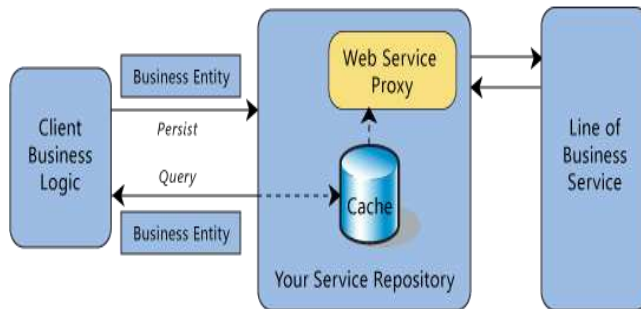 Client
Business
Logic
Business Entity
Persist
Query
Business Entity
Web Service
Proxy
Cache
Your Service Repository
Line of
Business
Service